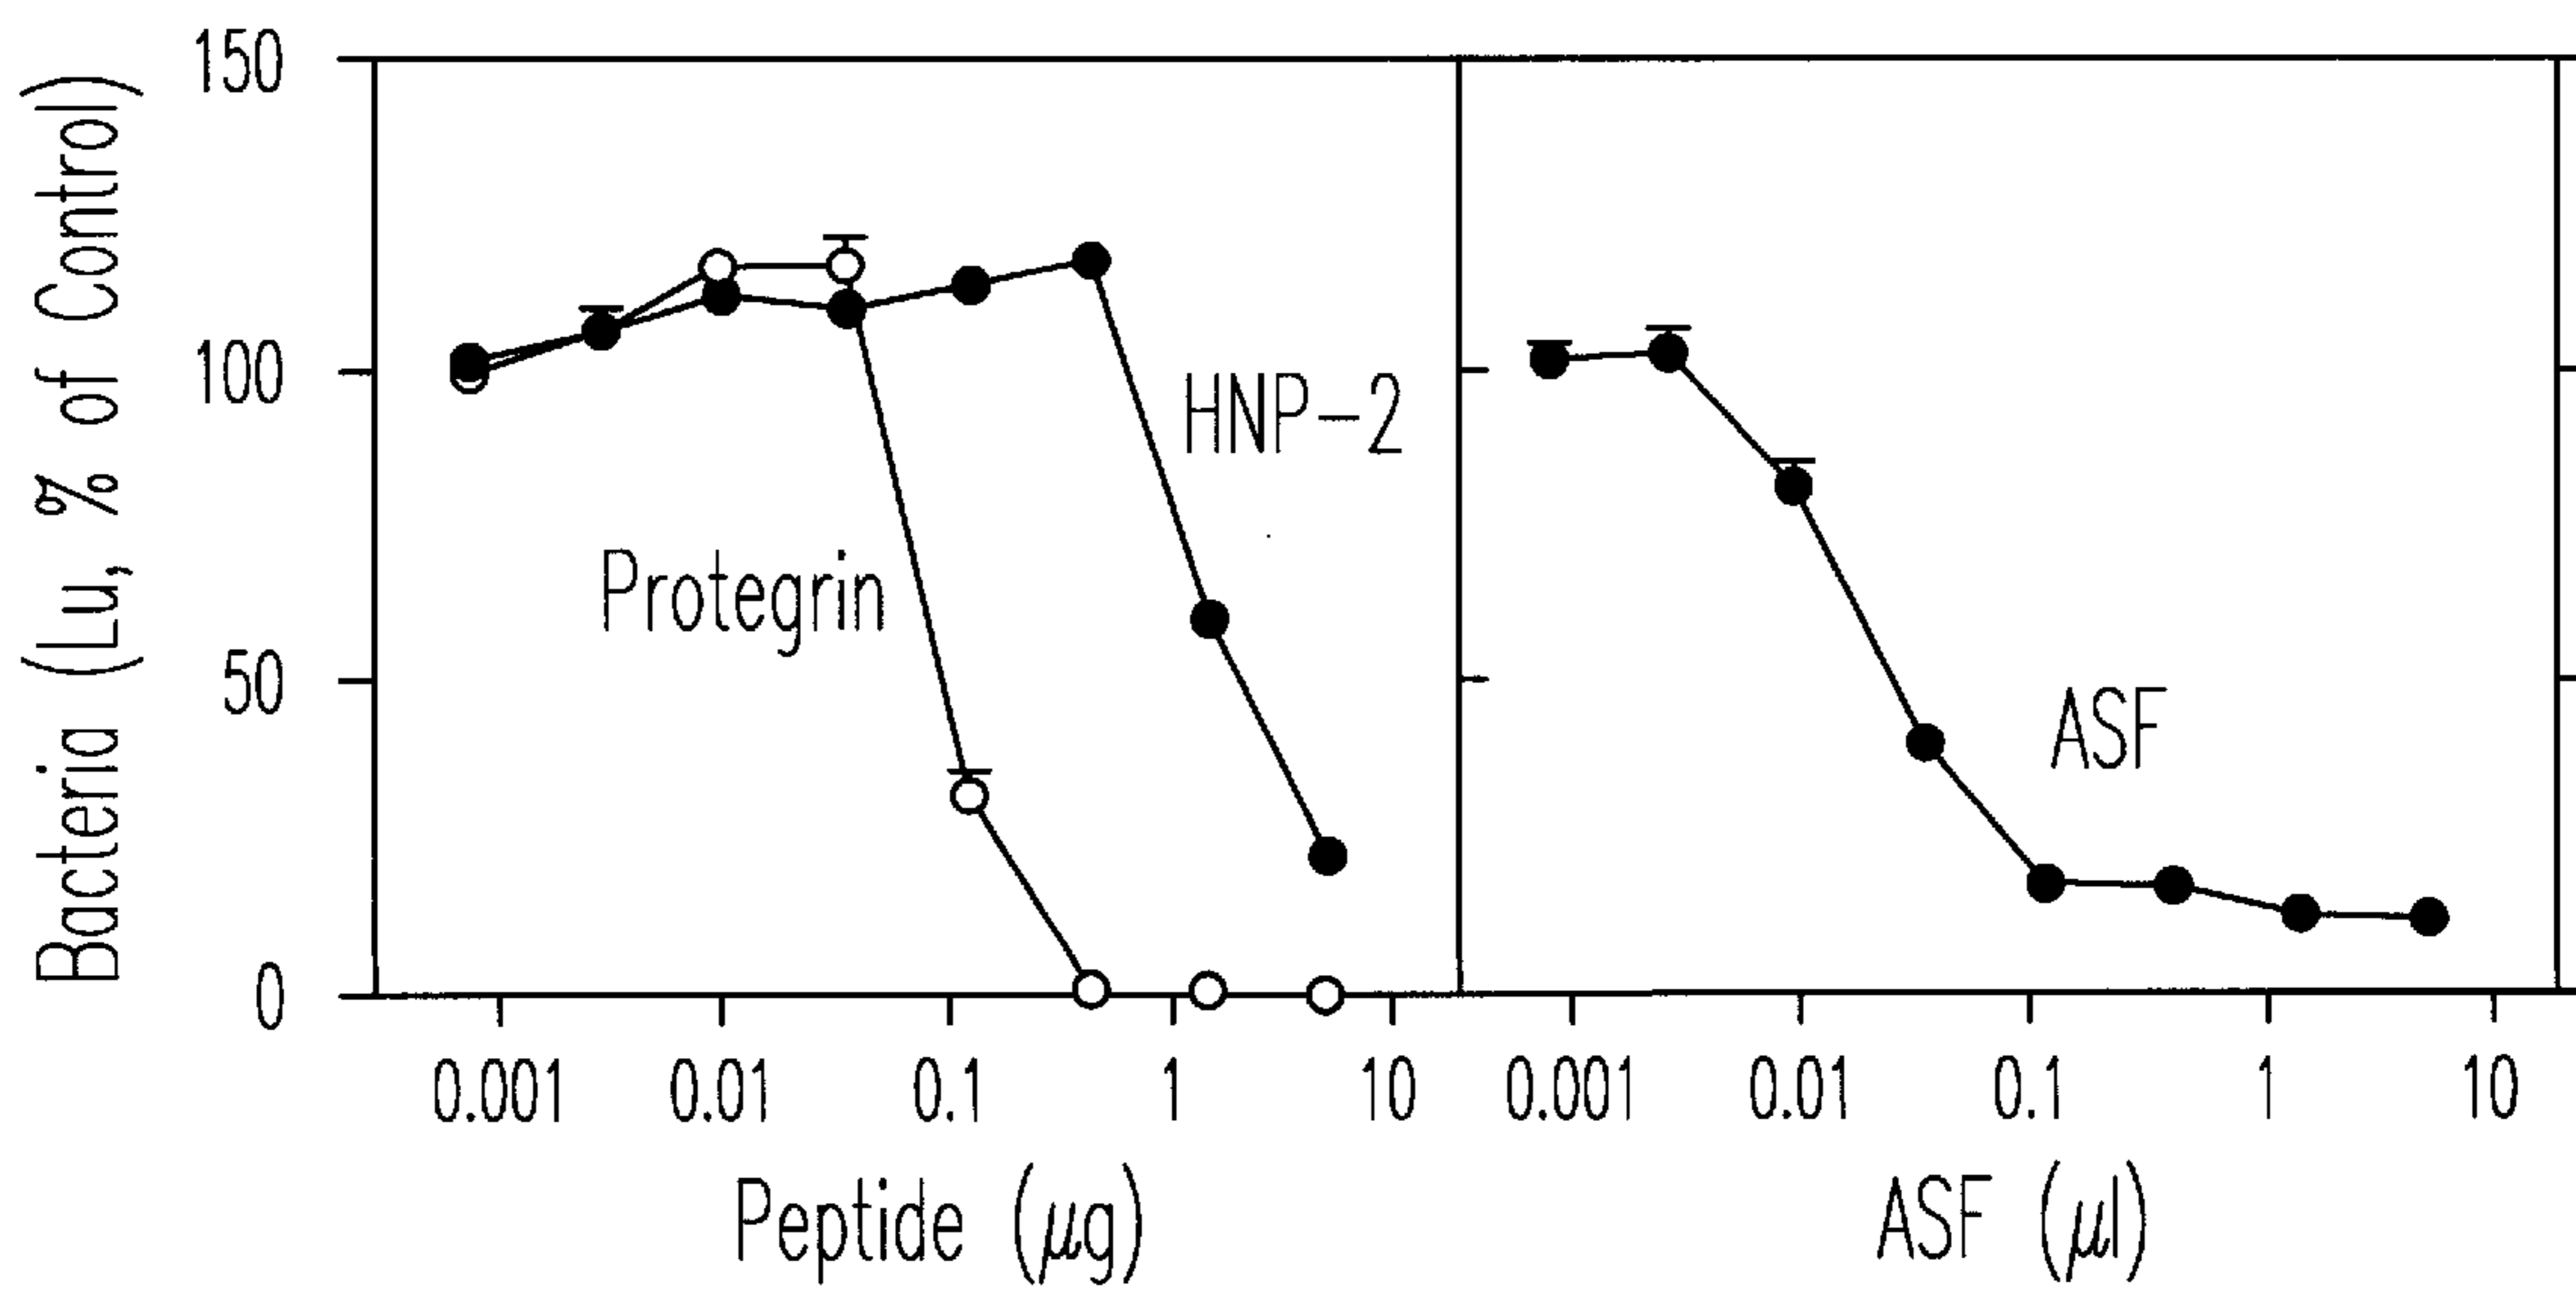 Bacteria (Lu, % of Control)
150
100
50
0
Protegrin
HNP-2
ASF
0.001 0.01 0.1 1 10
0.001 0.01 0.1 1 10
Peptide (μg)
ASF (μl)